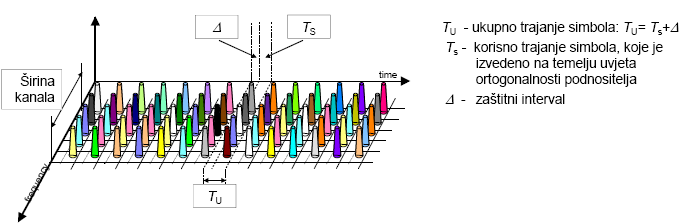 Δ
T_S
time
Širina
kanala
frequency
T_U
T_U - ukupno trajanje simbola: T_U= T_s+Δ
T_s - korisno trajanje simbola, koje je
izvedeno na temelju uvjeta
ortogonalnosti podnositelja
Δ - zaštitni interval